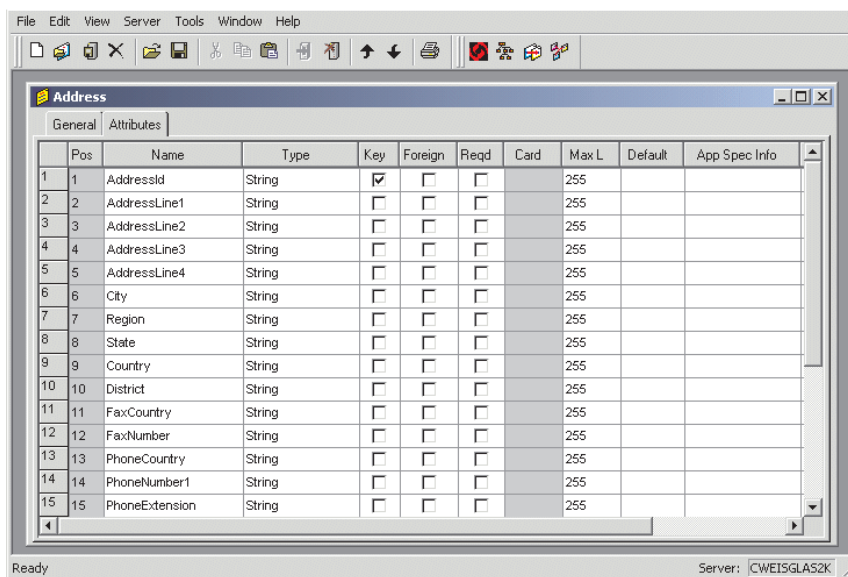 File Edit View Server Tools Window Help
Address
General Attributes
Pos Name Type Key Foreign Reqd Card Max L Default App Spec Info
1 1 AddressId String 255
2 2 AddressLine1 String 255
3 3 AddressLine2 String 255
4 4 AddressLine3 String 255
5 5 AddressLine4 String 255
6 6 City String 255
7 7 Region String 255
8 8 State String 255
9 9 Country String 255
10 10 District String 255
11 11 FaxCountry String 255
12 12 FaxNumber String 255
13 13 PhoneCountry String 255
14 14 PhoneNumber1 String 255
15 15 PhoneExtension String 255
Ready Server: CWEISGLAS2K